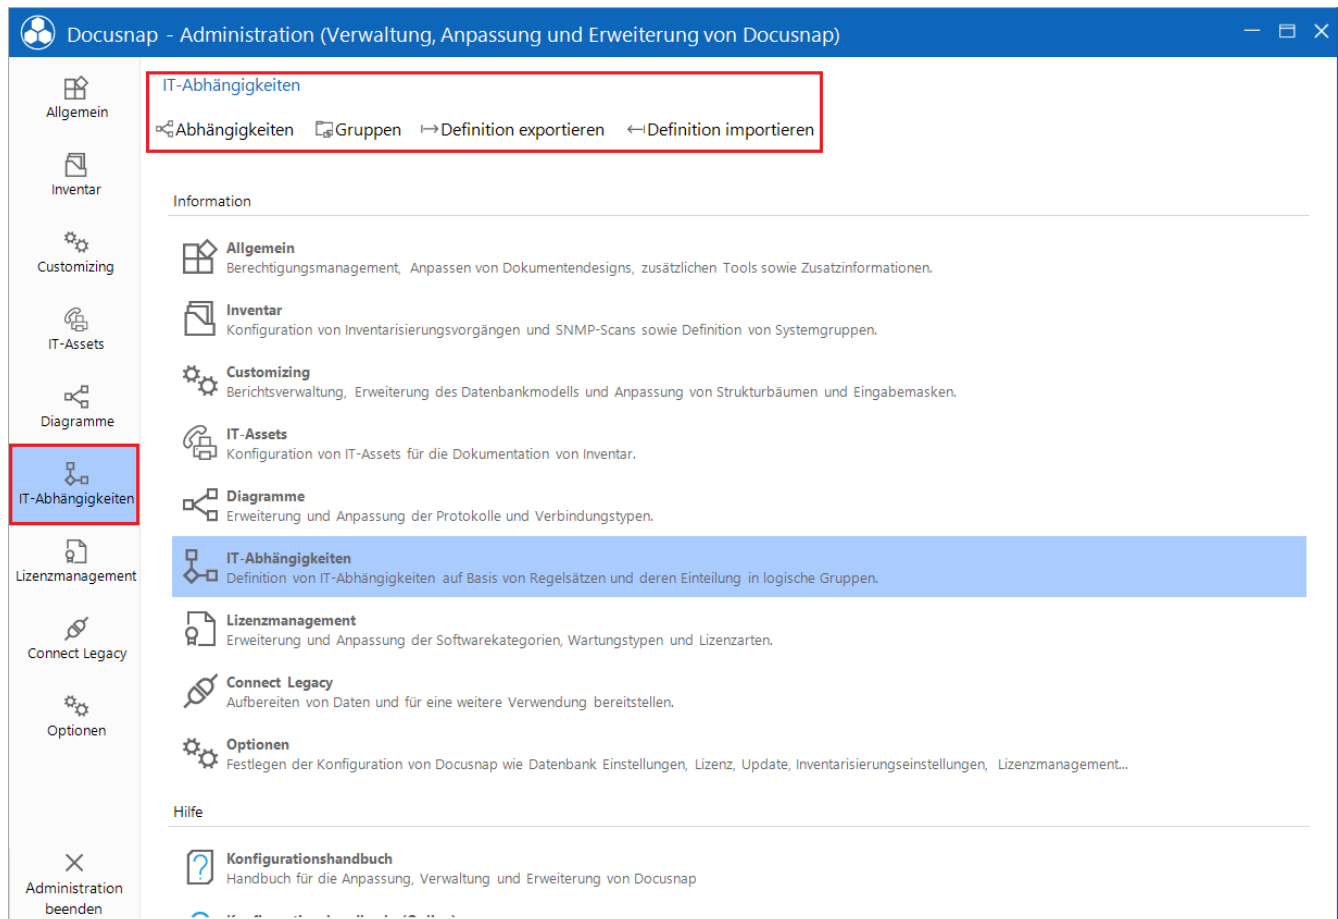 Docusnap - Administration (Verwaltung, Anpassung und Erweiterung von Docusnap)
Allgemein
Inventar
Customizing
IT-Assets
Diagramme
IT-Abhängigkeiten
Lizenzmanagement
Connect Legacy
Optionen
Administration
beenden
IT-Abhängigkeiten
Abhängigkeiten Gruppen Definition exportieren Definition importieren
Information
Allgemein
Berechtigungsmanagement, Anpassen von Dokumentendesigns, zusätzlichen Tools sowie Zusatzinformationen.
Inventar
Konfiguration von Inventarisierungsvorgängen und SNMP-Scans sowie Definition von Systemgruppen.
Customizing
Berichtsverwaltung, Erweiterung des Datenbankmodells und Anpassung von Strukturbäumen und Eingabemasken.
IT-Assets
Konfiguration von IT-Assets für die Dokumentation von Inventar.
Diagramme
Erweiterung und Anpassung der Protokolle und Verbindungstypen.
IT-Abhängigkeiten
Definition von IT-Abhängigkeiten auf Basis von Regelsätzen und deren Einteilung in logische Gruppen.
Lizenzmanagement
Erweiterung und Anpassung der Softwarekategorien, Wartungstypen und Lizenzarten.
Connect Legacy
Aufbereiten von Daten und für eine weitere Verwendung bereitstellen.
Optionen
Festlegen der Konfiguration von Docusnap wie Datenbank Einstellungen, Lizenz, Update, Inventarisierungseinstellungen, Lizenzmanagement...
Hilfe
Konfigurationshandbuch
Handbuch für die Anpassung, Verwaltung und Erweiterung von Docusnap